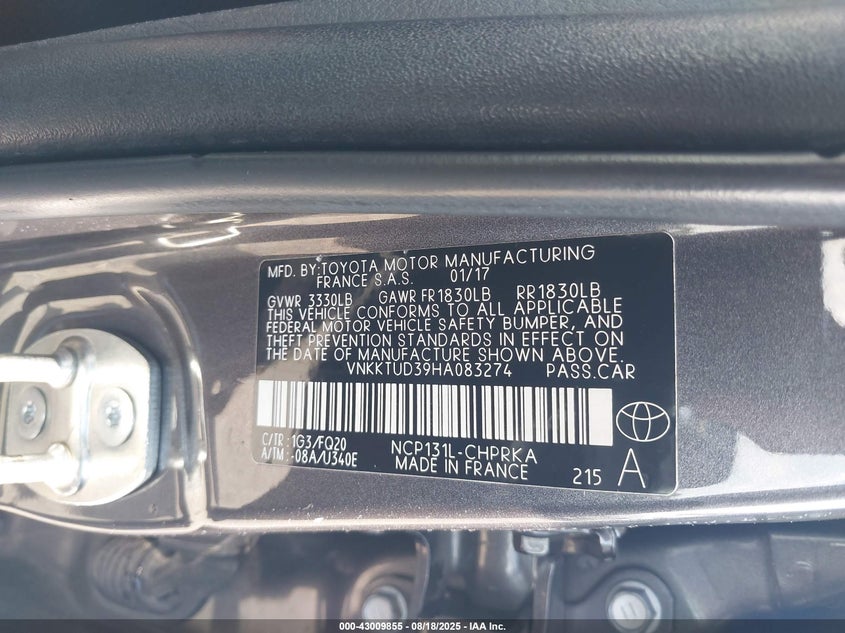 MFD. BY:TOYOTA MOTOR MANUFACTURING
FRANCE S.A.S. 01/17
GVWR 3330LB GAWR FR1830LB RR1830LB
THIS VEHICLE CONFORMS TO ALL APPLICABLE
FEDERAL MOTOR VEHICLE SAFETY BUMPER, AND
THEFT PREVENTION STANDARDS IN EFFECT ON
THE DATE OF MANUFACTURE SHOWN ABOVE.
VNKKTUD39HA083274 PASS.CAR
C/TR:1G3/FQ20 NCP131L-CHPRKA
A/TM:-08A/U340E MADE IN FRANCE 215 A
000-43009855 - 08/18/2025 - IAA Inc.